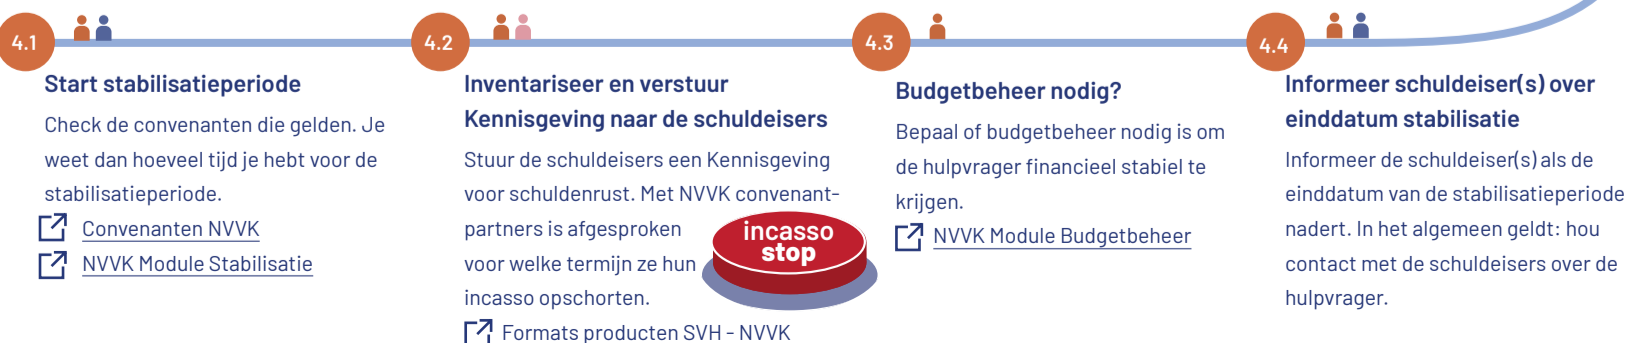 4.1
Start stabilisatieperiode
Check de convenanten die gelden. Je
weet dan hoeveel tijd je hebt voor de
stabilisatieperiode.
Convenanten NVVK
NVVK Module Stabilisatie
4.2
Inventariseer en verstuur
Kennisgeving naar de schuldeisers
Stuur de schuldeisers een Kennisgeving
voor schuldenrust. Met NVVK convenant-
partners is afgesproken
voor welke termijn ze hun
incasso opschorten.
incasso
stop
Formats producten SVH - NVVK
4.3
Budgetbeheer nodig?
Bepaal of budgetbeheer nodig is om
de hulpvrager financieel stabiel te
krijgen.
NVVK Module Budgetbeheer
4.4
Informeer schuldeiser(s) over
einddatum stabilisatie
Informeer de schuldeiser(s) als de
einddatum van de stabilisatieperiode
nadert. In het algemeen geldt: hou
contact met de schuldeisers over de
hulpvrager.